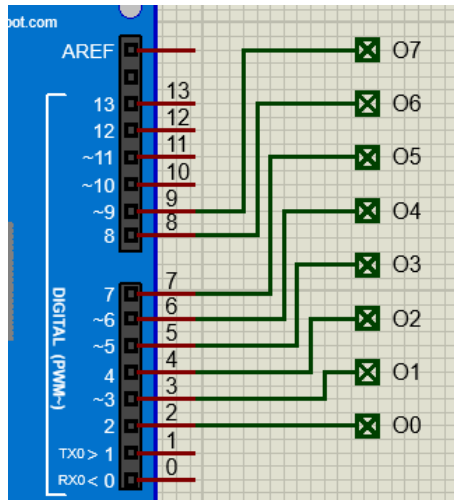 oot.com
AREF
O7
13 13
O6
12 12
~11 11
O5
~10 10
~9 9
O4
8 8
O3
7 7
~6 6
O2
~5 5
4 4
O1
~3 3
2 2
O0
TX0 > 1 1
RX0 < 0 0
DIGITAL (PWM~)